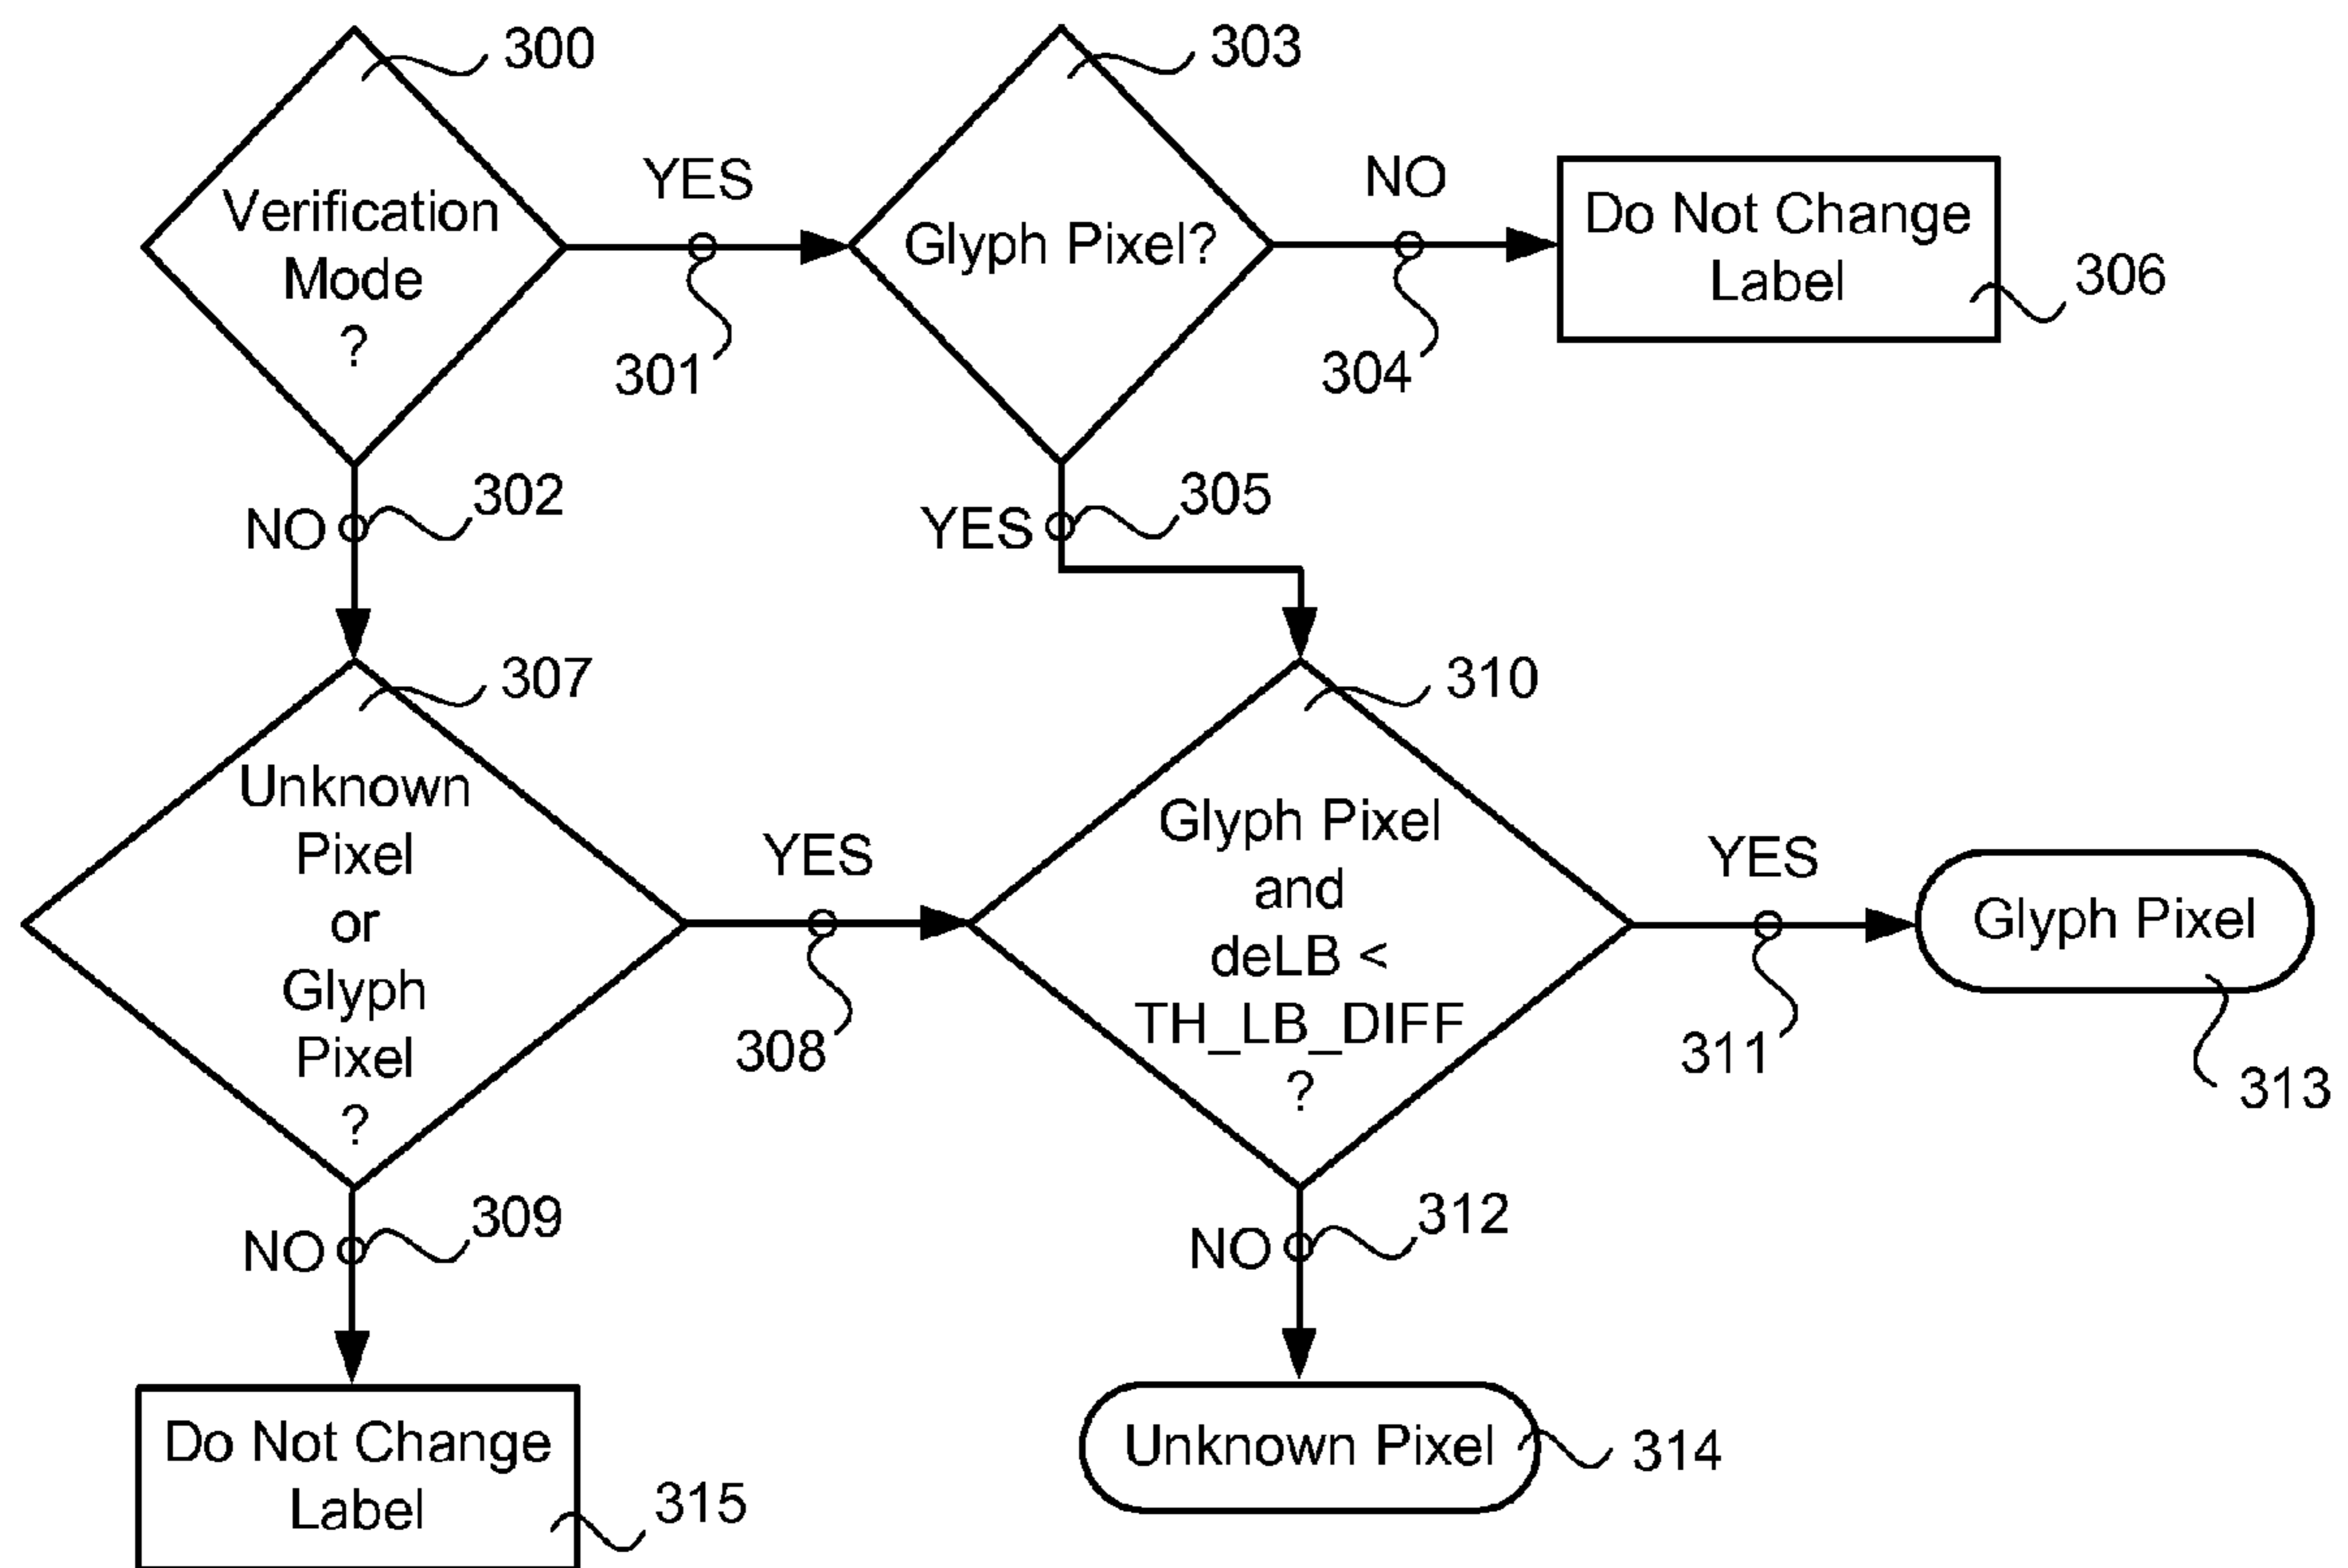 300
Verification
Mode
?
YES
301
303
Glyph Pixel?
NO
304
Do Not Change
Label
306
NO
302
YES
305
307
Unknown
Pixel
or
Glyph
Pixel
?
YES
308
310
Glyph Pixel
and
deLB <
TH_LB_DIFF
?
YES
311
Glyph Pixel
313
NO
309
Do Not Change
Label
315
NO
312
Unknown Pixel
314